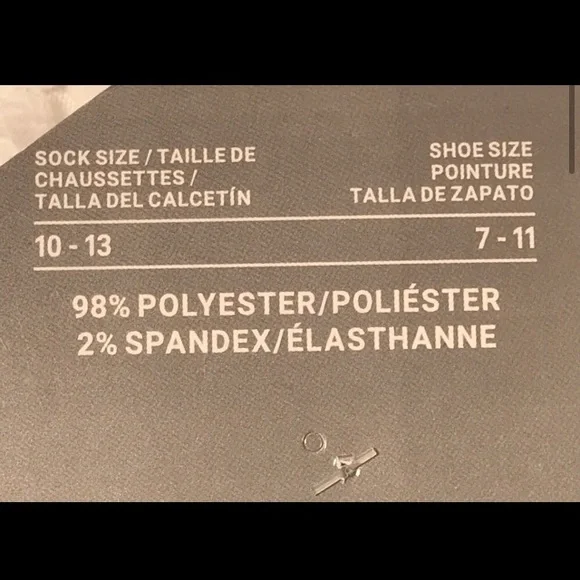 SOCK SIZE / TAILLE DE
CHAUSSETTES /
TALLA DEL CALCETÍN
SHOE SIZE
POINTURE
TALLA DE ZAPATO
10 - 13
7 - 11
98% POLYESTER/POLIÉSTER
2% SPANDEX/ÉLASTHANNE